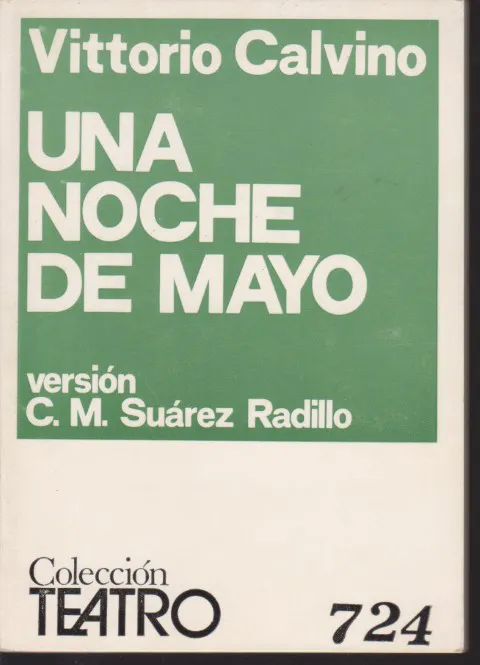 Vittorio Calvino
UNA
NOCHE
DE MAYO
versión
C. M. Suárez Radillo
Colección
TEATRO
724